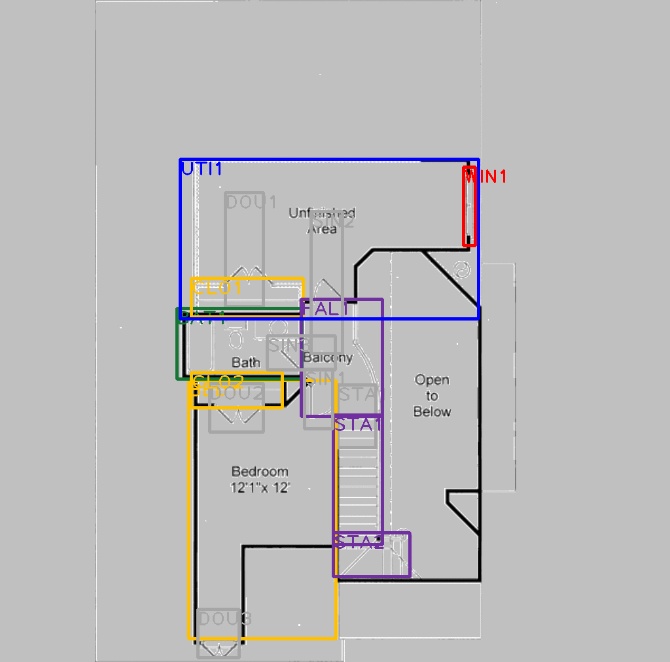 UTI1
WIN1
DOU1
Unfinished
SIN2
Area
CLO1
FAL1
BAT1
SIN3
Bath
Balcony
SIN1
CLO2
DOU2
STA
Open
to
Below
STA1
Bedroom
12'1"x 12'
STA2
DOU3